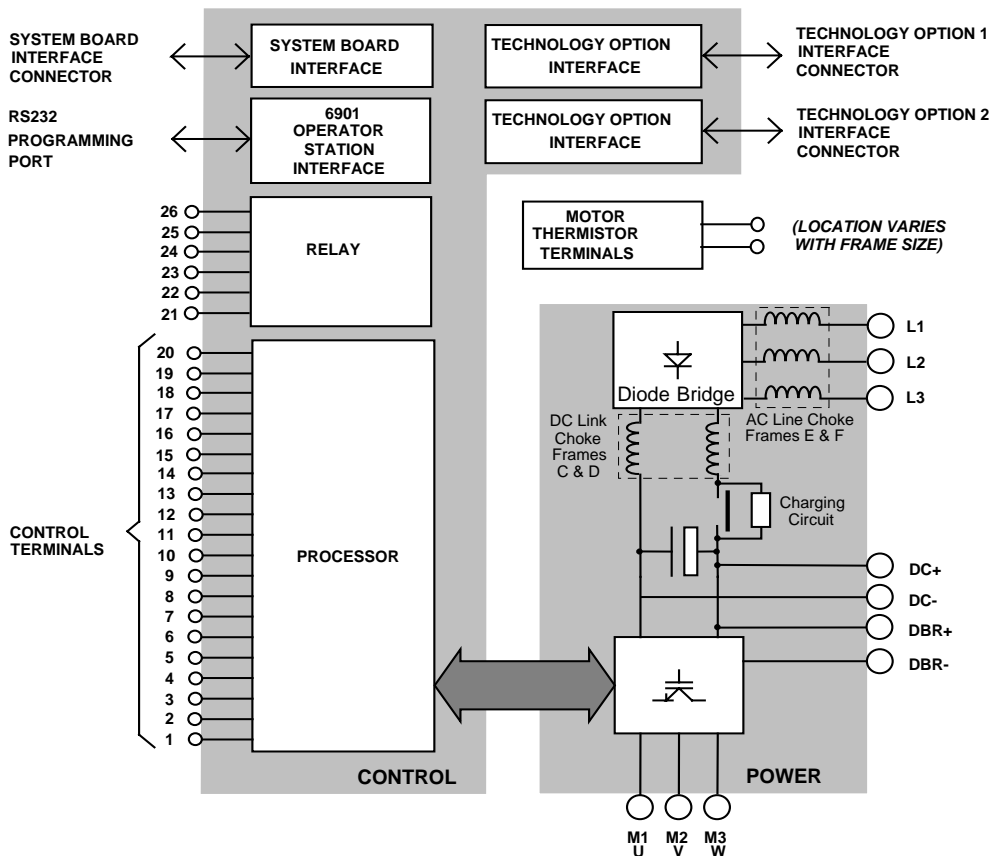 SYSTEM BOARD
INTERFACE
CONNECTOR
SYSTEM BOARD
INTERFACE
TECHNOLOGY OPTION
INTERFACE
TECHNOLOGY OPTION 1
INTERFACE
CONNECTOR
RS232
PROGRAMMING
PORT
6901
OPERATOR
STATION
INTERFACE
TECHNOLOGY OPTION
INTERFACE
TECHNOLOGY OPTION 2
INTERFACE
CONNECTOR
26
25
24
23
22
21
RELAY
MOTOR
THERMISTOR
TERMINALS
(LOCATION VARIES
WITH FRAME SIZE)
CONTROL
TERMINALS
20
19
18
17
16
15
14
13
12
11
10
9
8
7
6
5
4
3
2
1
PROCESSOR
CONTROL
Diode Bridge
L1
L2
L3
DC Link
Choke
Frames
C & D
AC Line Choke
Frames E & F
Charging
Circuit
DC+
DC-
DBR+
DBR-
POWER
M1 M2 M3
U V W